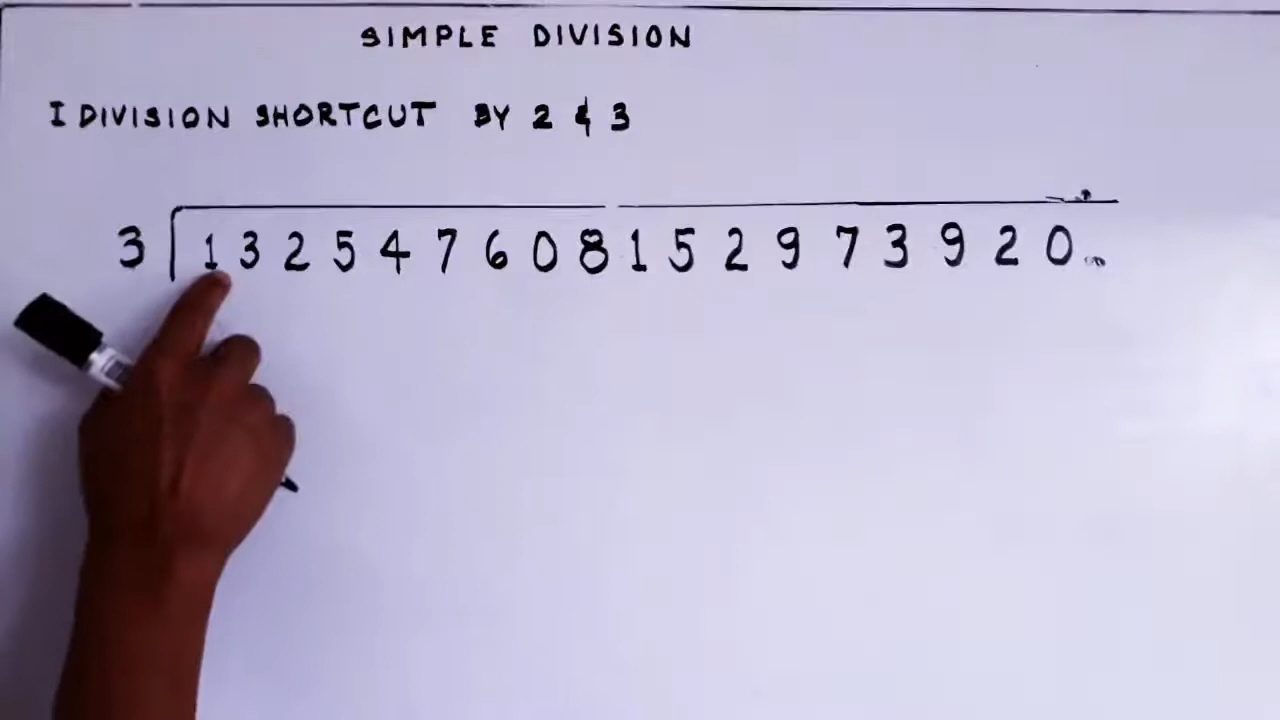 SIMPLE DIVISION
I DIVISION SHORTCUT BY 2 & 3
3 1 3 2 5 4 7 6 0 8 1 5 2 9 7 3 9 2 0